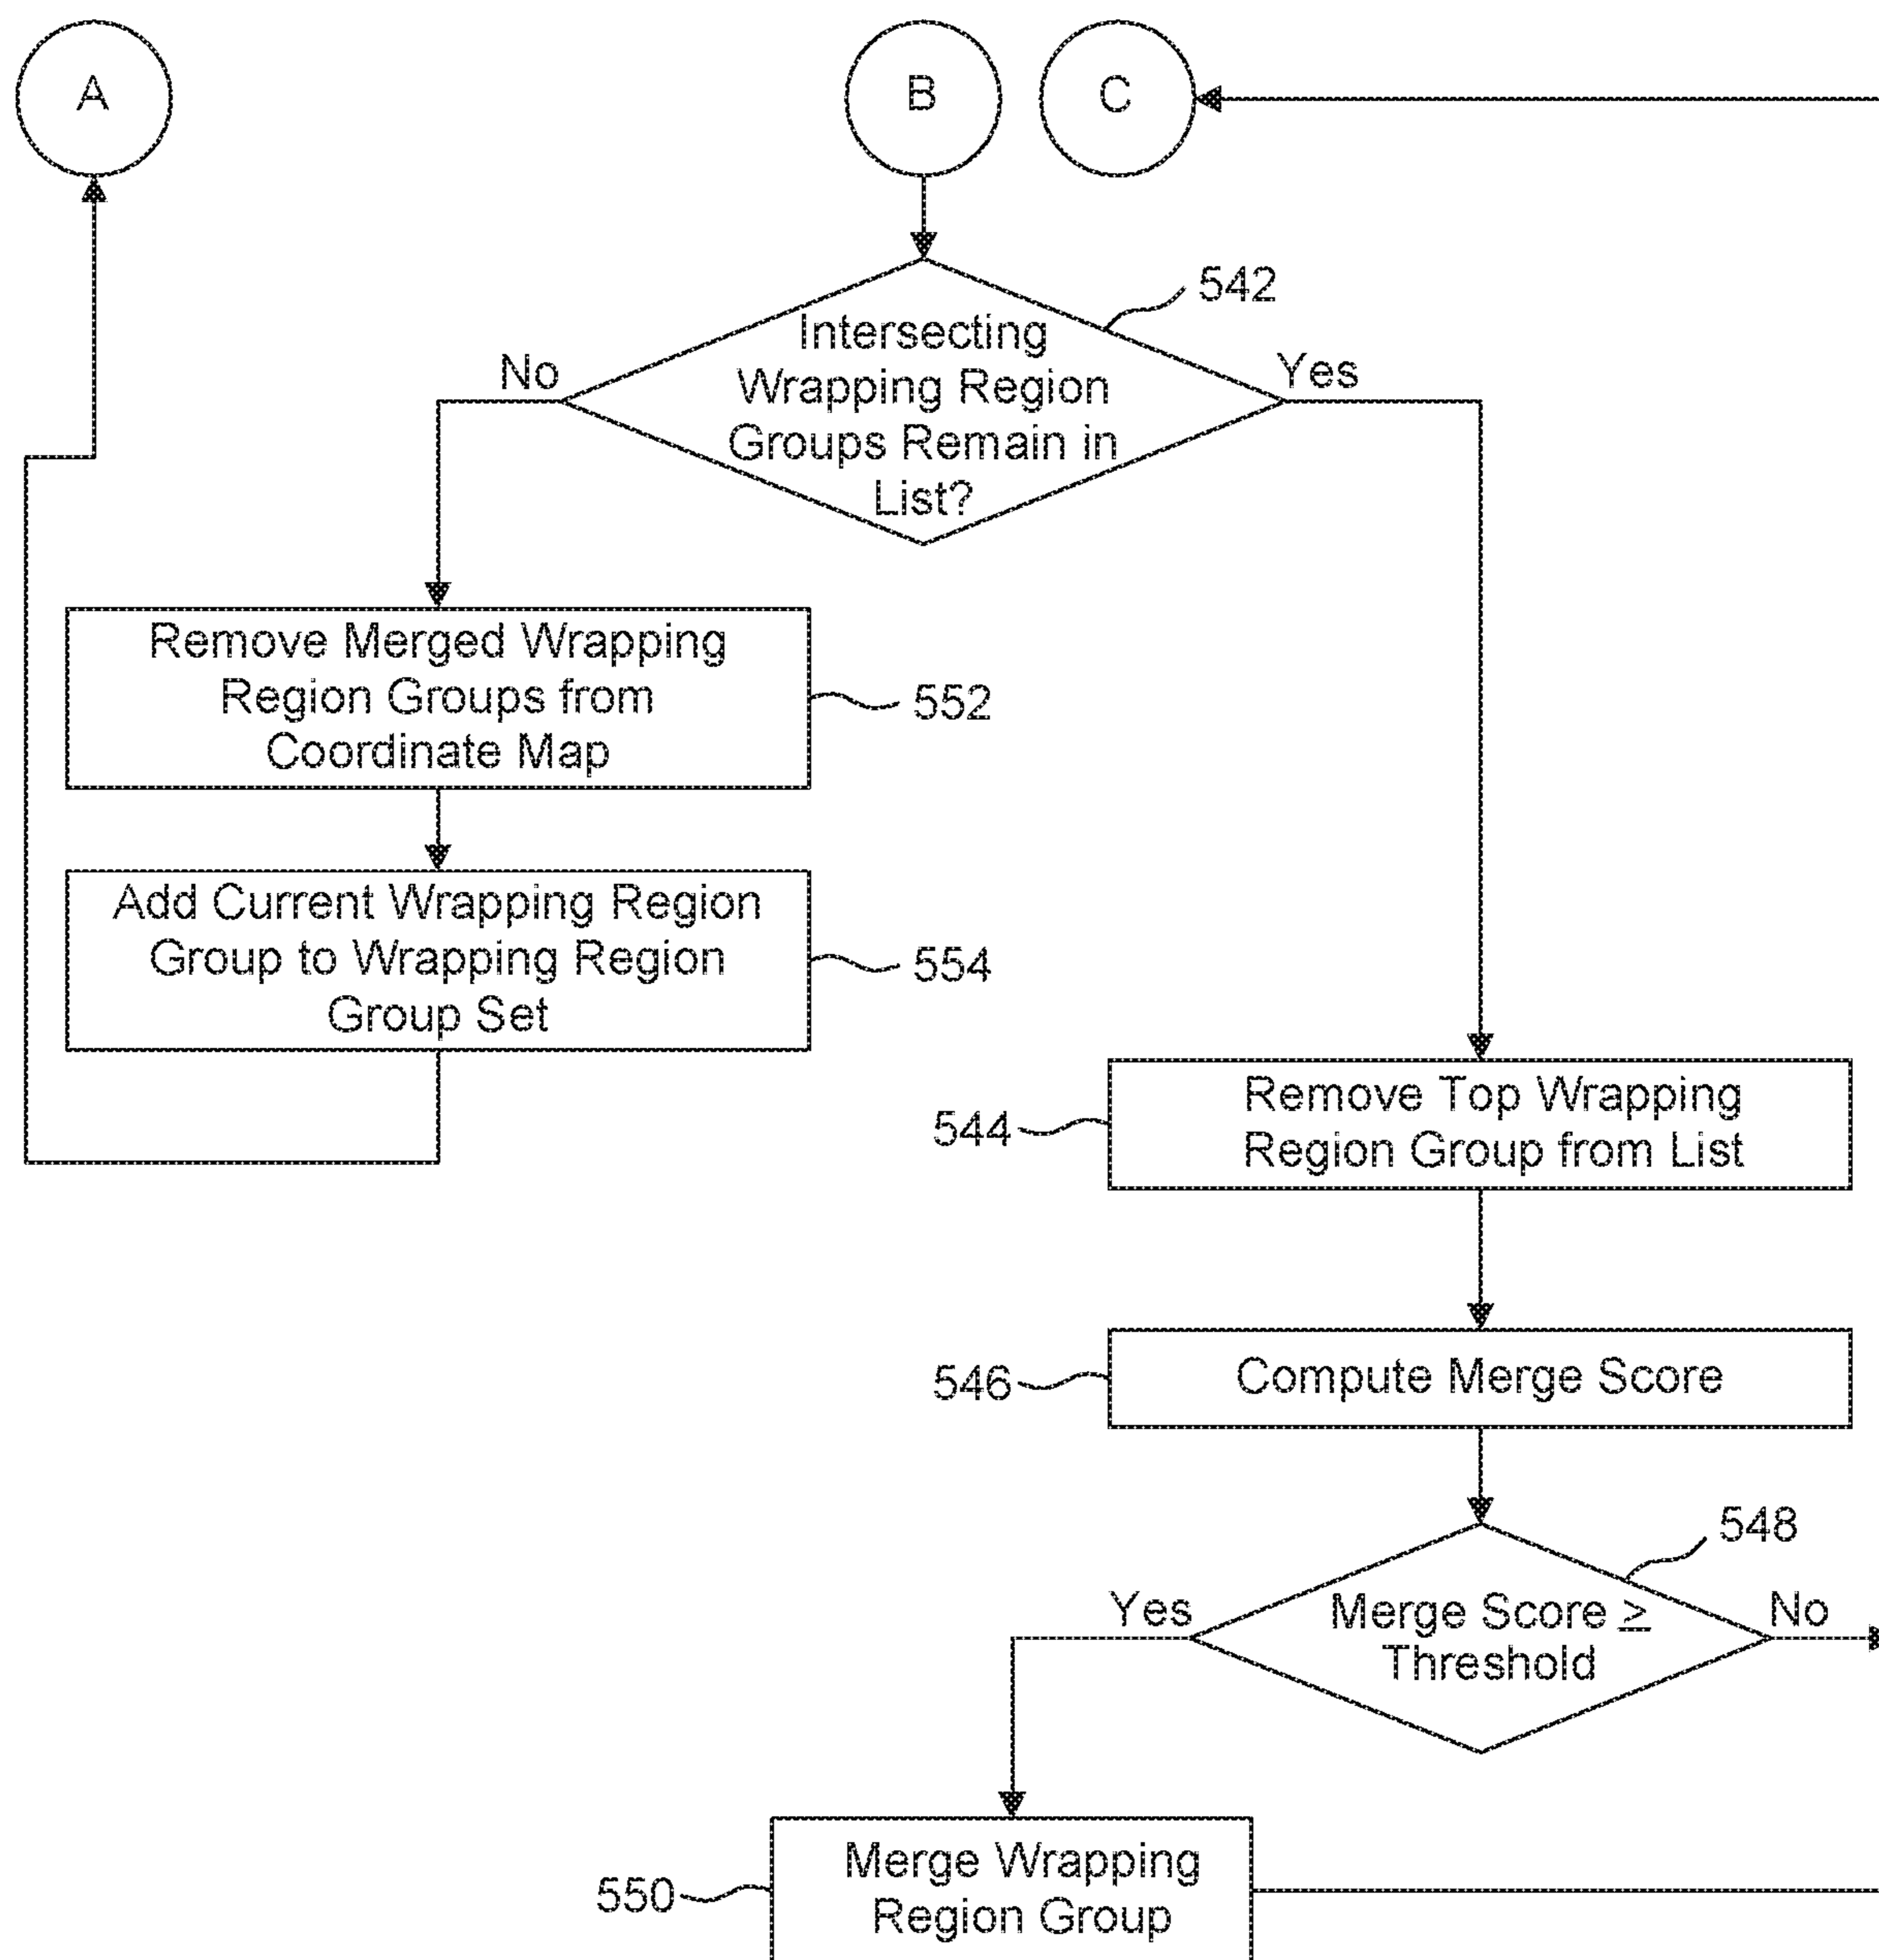 A
B
C
542
Intersecting
Wrapping Region
Groups Remain in
List?
No
Yes
Remove Merged Wrapping
Region Groups from
Coordinate Map
552
Add Current Wrapping Region
Group to Wrapping Region
Group Set
554
544
Remove Top Wrapping
Region Group from List
546
Compute Merge Score
548
Yes
Merge Score ≥
Threshold
No
550
Merge Wrapping
Region Group